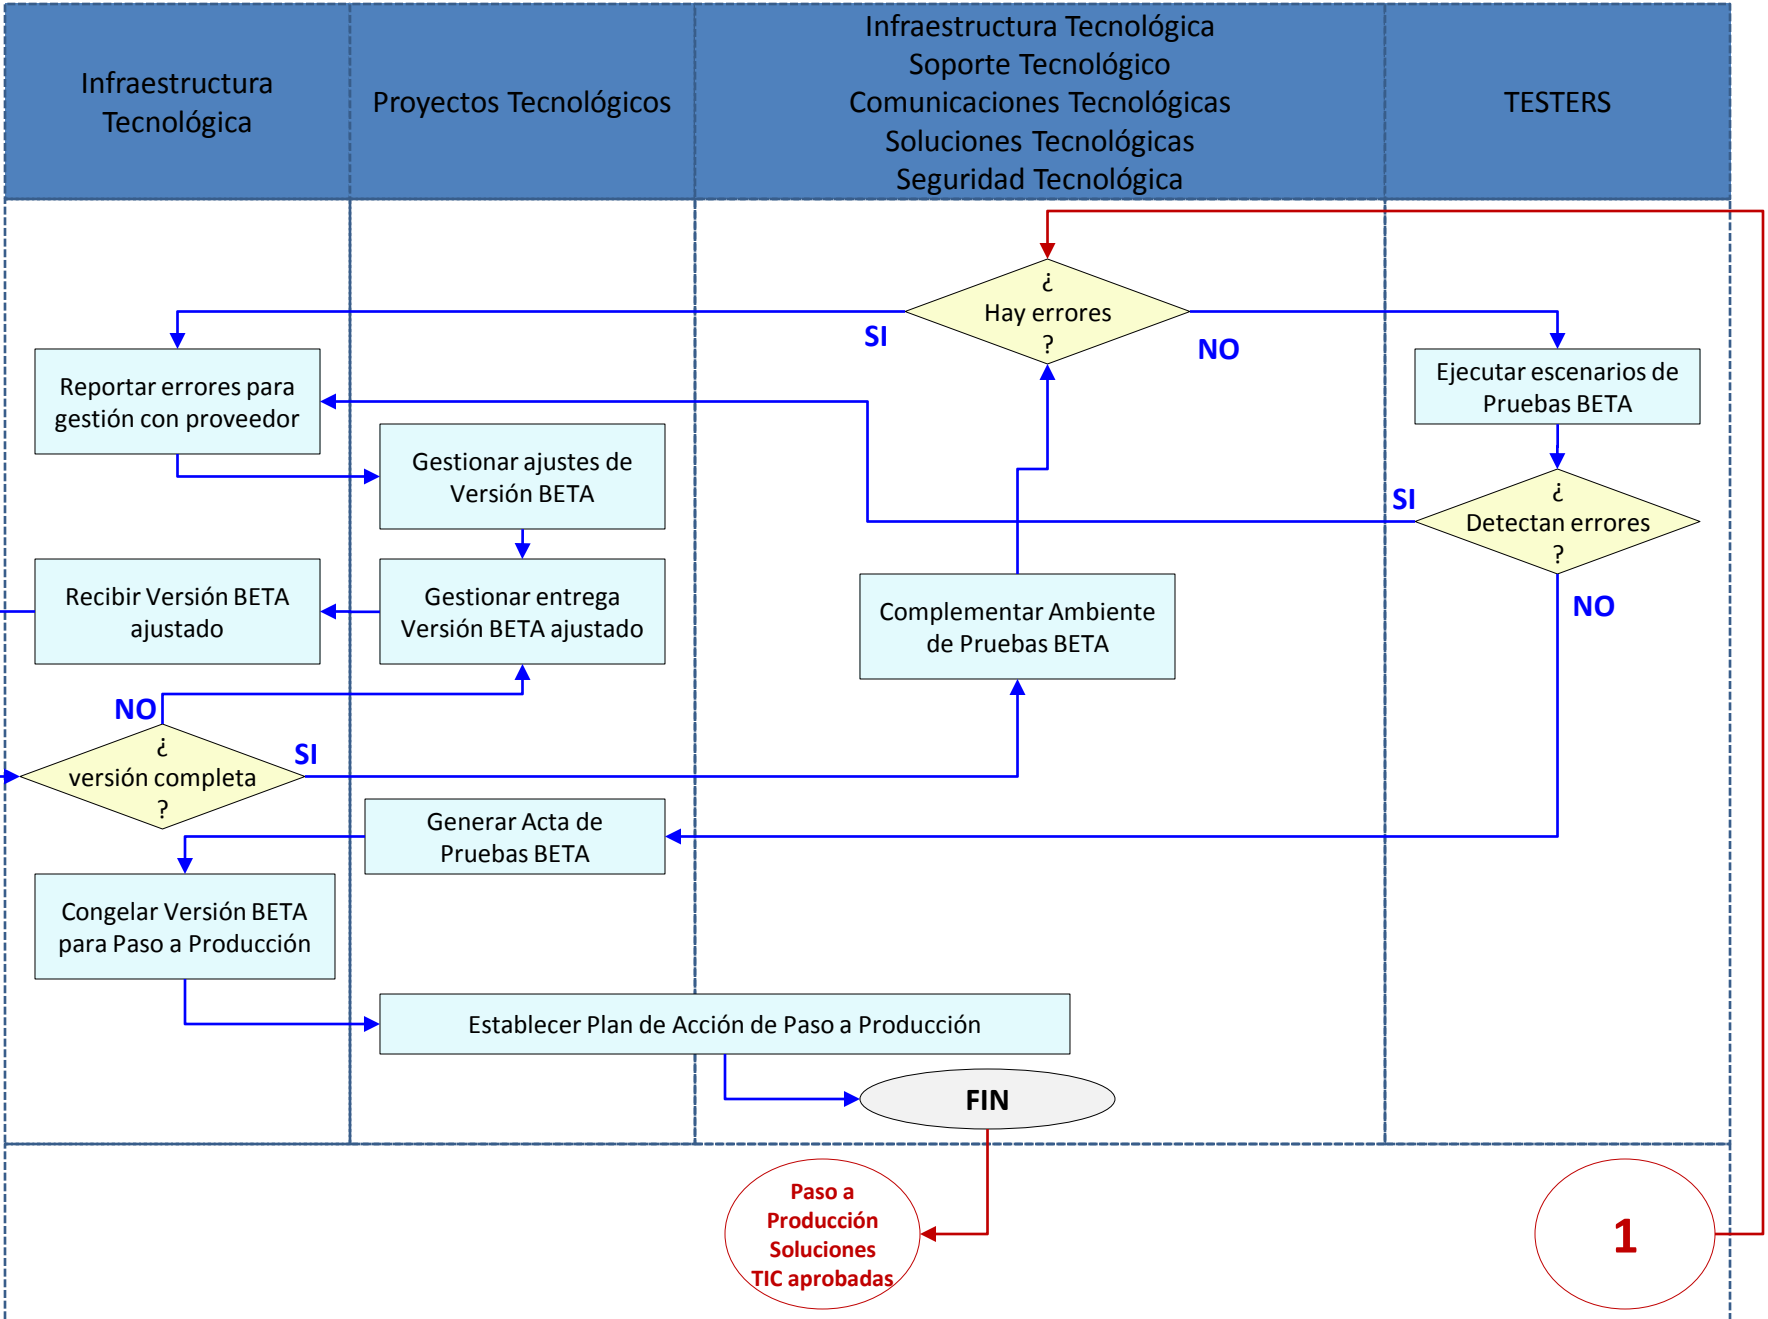 Infraestructura
Tecnológica
Proyectos Tecnológicos
Infraestructura Tecnológica
Soporte Tecnológico
Comunicaciones Tecnológicas
Soluciones Tecnológicas
Seguridad Tecnológica
TESTERS
¿
Hay errores
?
SI
NO
Reportar errores para
gestión con proveedor
Ejecutar escenarios de
Pruebas BETA
Gestionar ajustes de
Versión BETA
SI
¿
Detectan errores
?
NO
Recibir Versión BETA
ajustado
Gestionar entrega
Versión BETA ajustado
Complementar Ambiente
de Pruebas BETA
NO
¿
versión completa
?
SI
Generar Acta de
Pruebas BETA
Congelar Versión BETA
para Paso a Producción
Establecer Plan de Acción de Paso a Producción
FIN
Paso a
Producción
Soluciones
TIC aprobadas
1